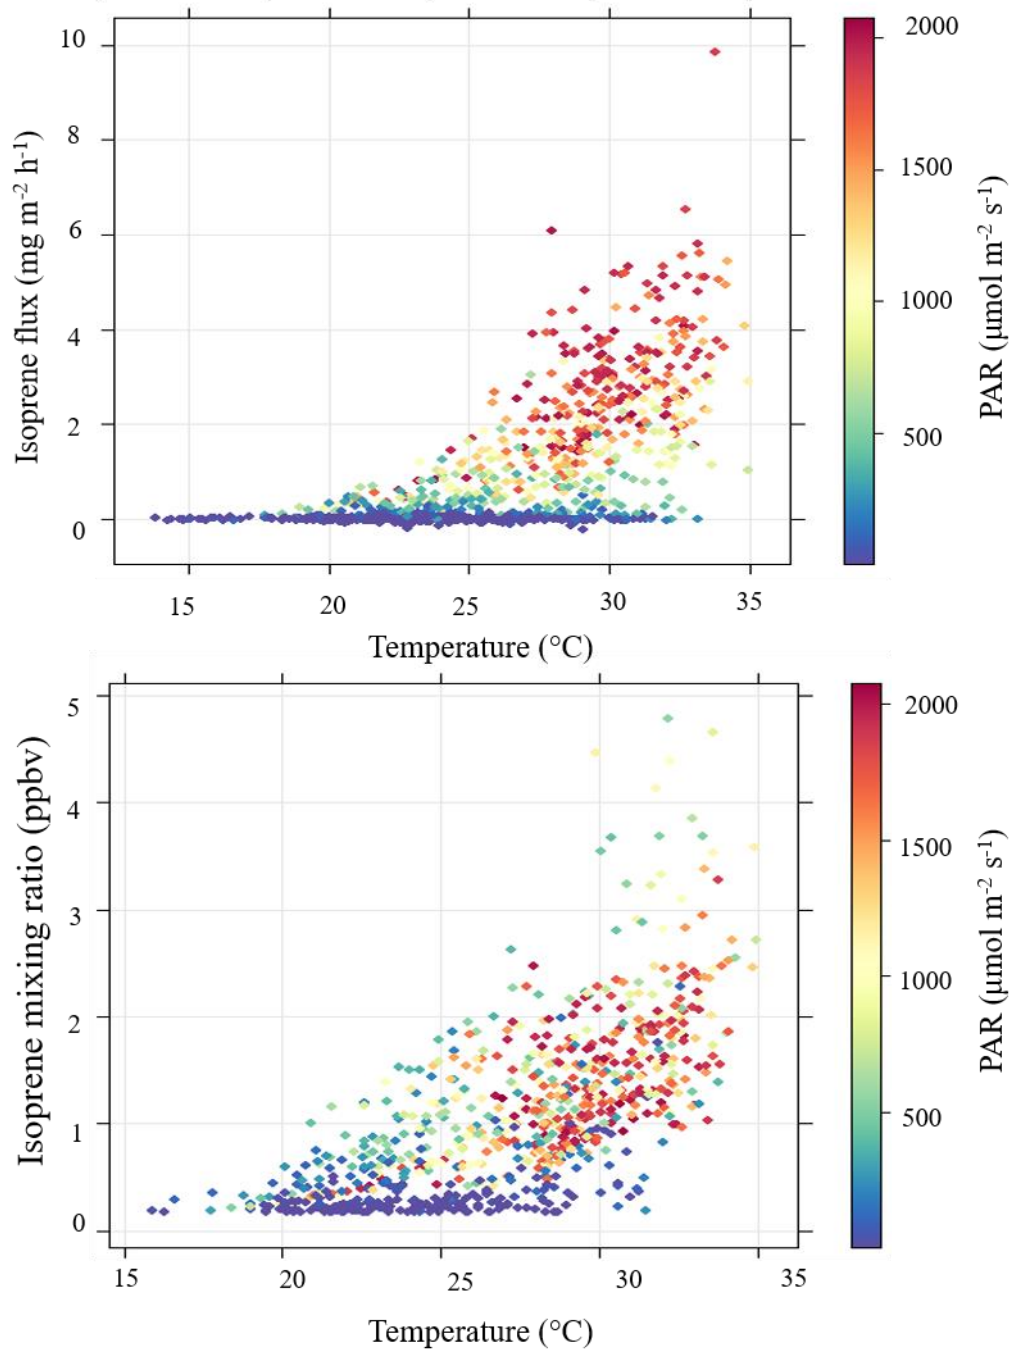 10
8
6
4
2
0
Isoprene flux (mg m⁻² h⁻¹)
15 20 25 30 35
Temperature (°C)
2000
1500
1000
500
PAR (µmol m⁻² s⁻¹)
5
4
3
2
1
0
Isoprene mixing ratio (ppbv)
15 20 25 30 35
Temperature (°C)
2000
1500
1000
500
PAR (µmol m⁻² s⁻¹)